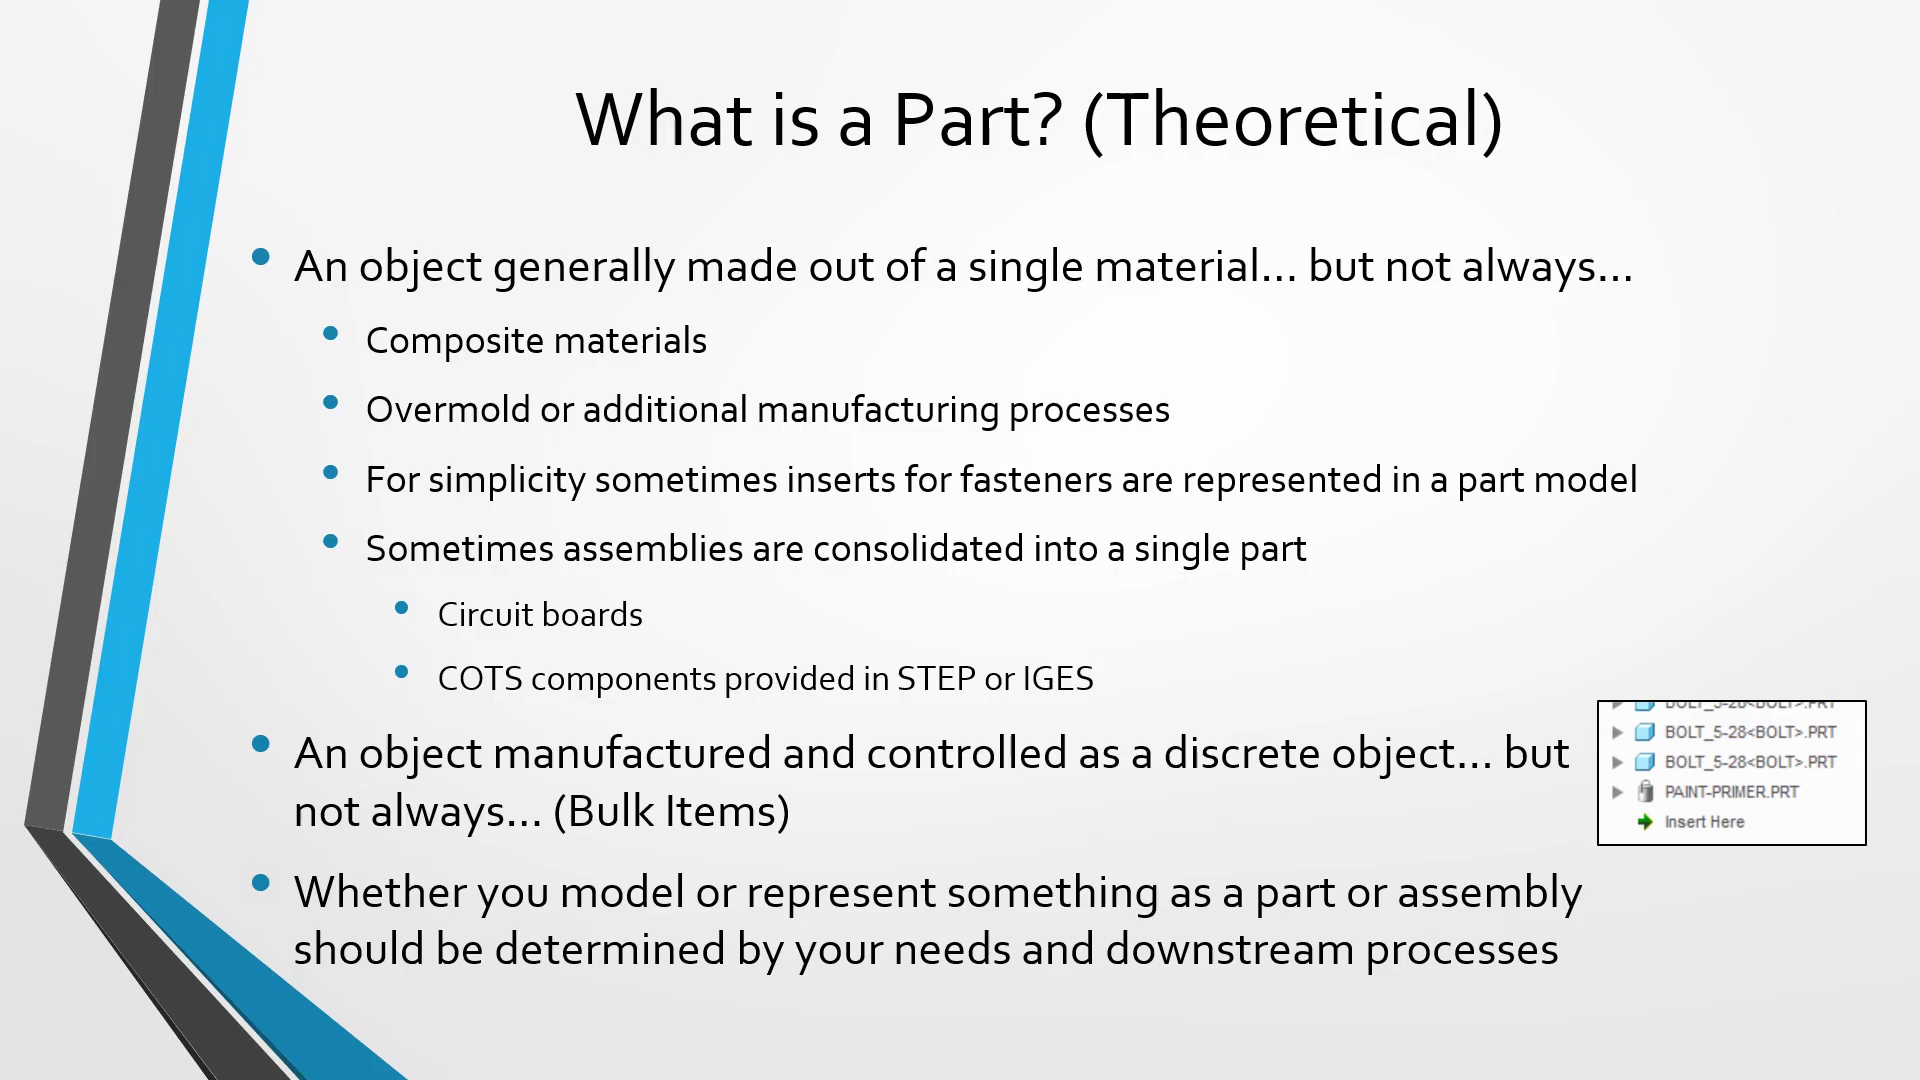 What is a Part? (Theoretical)
An object generally made out of a single material... but not always...
Composite materials
Overmold or additional manufacturing processes
For simplicity sometimes inserts for fasteners are represented in a part model
Sometimes assemblies are consolidated into a single part
Circuit boards
COTS components provided in STEP or IGES
An object manufactured and controlled as a discrete object... but
not always... (Bulk Items)
Whether you model or represent something as a part or assembly
should be determined by your needs and downstream processes
BOLT_5-28<BOLT>.PRT
BOLT_5-28<BOLT>.PRT
BOLT_5-28<BOLT>.PRT
PAINT-PRIMER.PRT
Insert Here